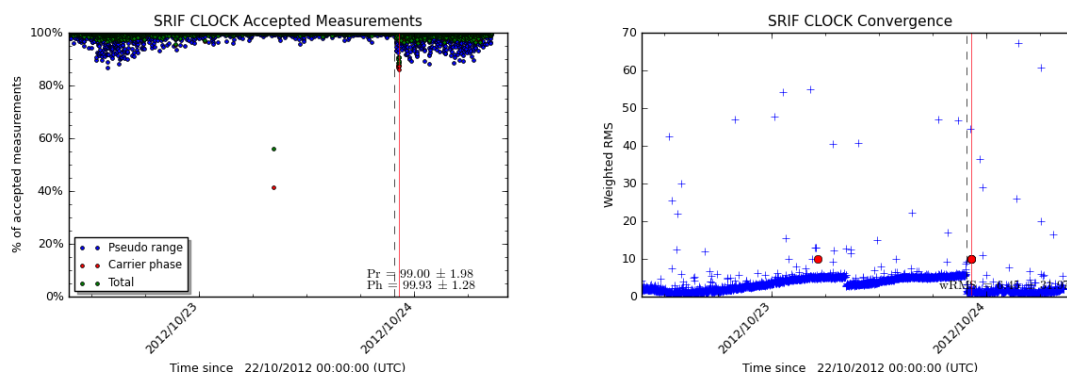 SRIF CLOCK Accepted Measurements
100%
80%
60%
40%
20%
0%
% of accepted measurements
Pseudo range
Carrier phase
Total
Pr = 99.00 ± 1.98
Ph = 99.93 ± 1.28
2012/10/23
2012/10/24
Time since 22/10/2012 00:00:00 (UTC)
SRIF CLOCK Convergence
70
60
50
40
30
20
10
0
Weighted RMS
wRMS
2012/10/23
2012/10/24
Time since 22/10/2012 00:00:00 (UTC)